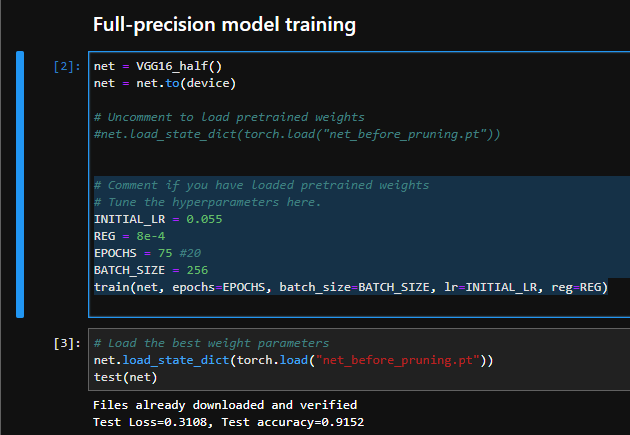 Full-precision model training
[2]:
net = VGG16_half()
net = net.to(device)
# Uncomment to load pretrained weights
#net.load_state_dict(torch.load("net_before_pruning.pt"))
# Comment if you have loaded pretrained weights
# Tune the hyperparameters here.
INITIAL_LR = 0.055
REG = 8e-4
EPOCHS = 75 #20
BATCH_SIZE = 256
train(net, epochs=EPOCHS, batch_size=BATCH_SIZE, lr=INITIAL_LR, reg=REG)
[3]:
# Load the best weight parameters
net.load_state_dict(torch.load("net_before_pruning.pt"))
test(net)
Files already downloaded and verified
Test Loss=0.3108, Test accuracy=0.9152